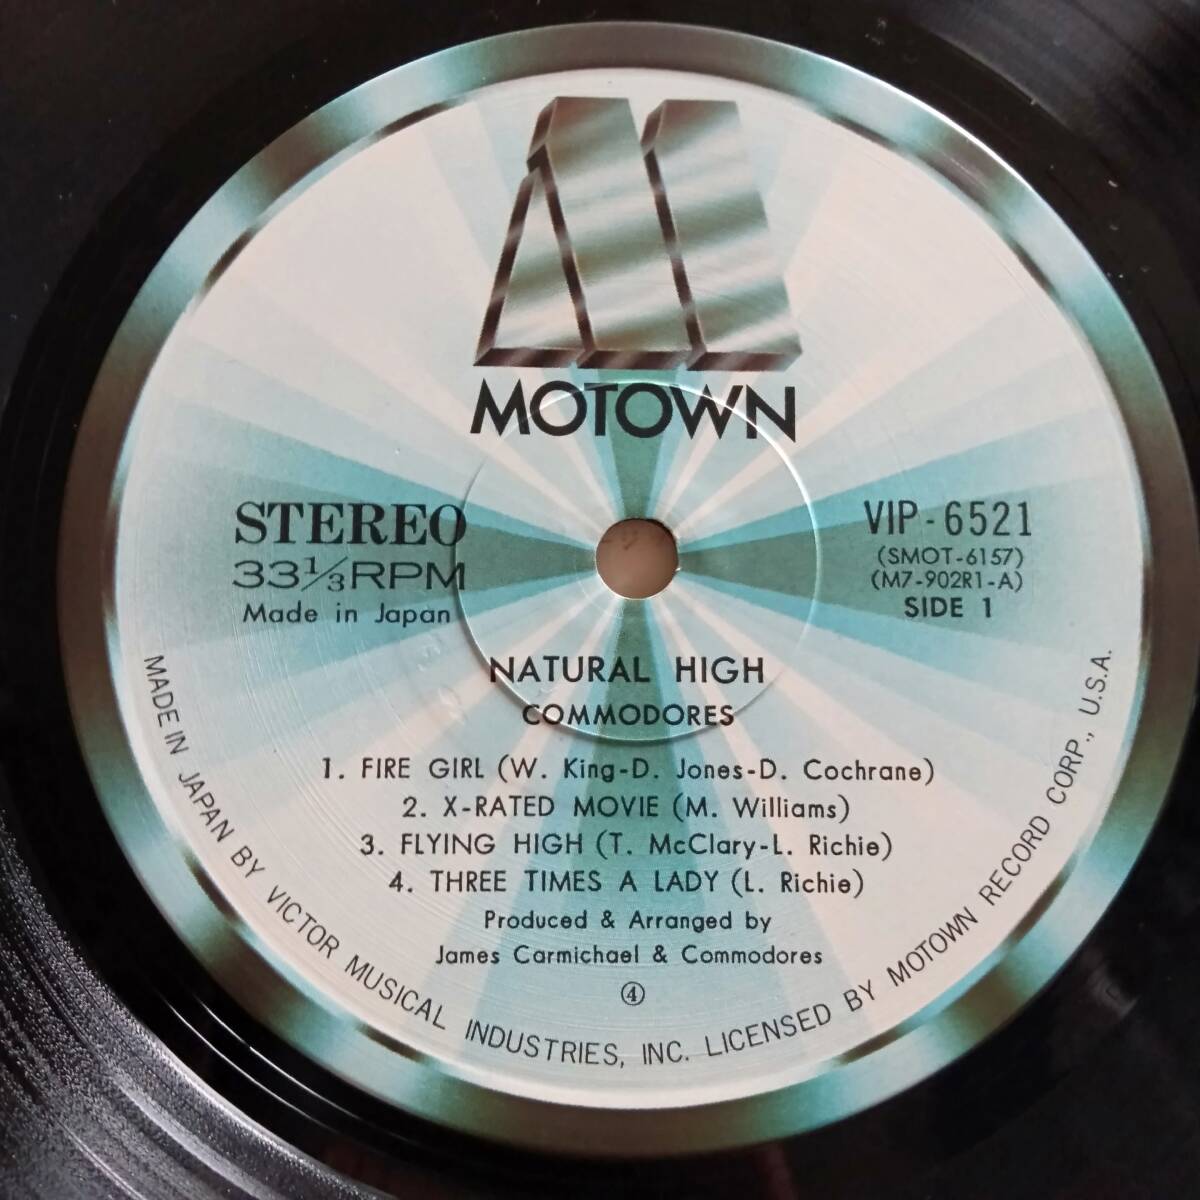 MOTOWN
STEREO
33⅓RPM
Made in Japan
VIP-6521
(SMOT-6157)
(M7-902R1-A)
SIDE 1
NATURAL HIGH
COMMODORES
1. FIRE GIRL (W. King-D. Jones-D. Cochrane)
2. X-RATED MOVIE (M. Williams)
3. FLYING HIGH (T. McClary-L. Richie)
4. THREE TIMES A LADY (L. Richie)
Produced & Arranged by
James Carmichael & Commodores
④
MADE IN JAPAN BY VICTOR MUSICAL INDUSTRIES, INC. LICENSED BY MOTOWN RECORD CORP., U.S.A.